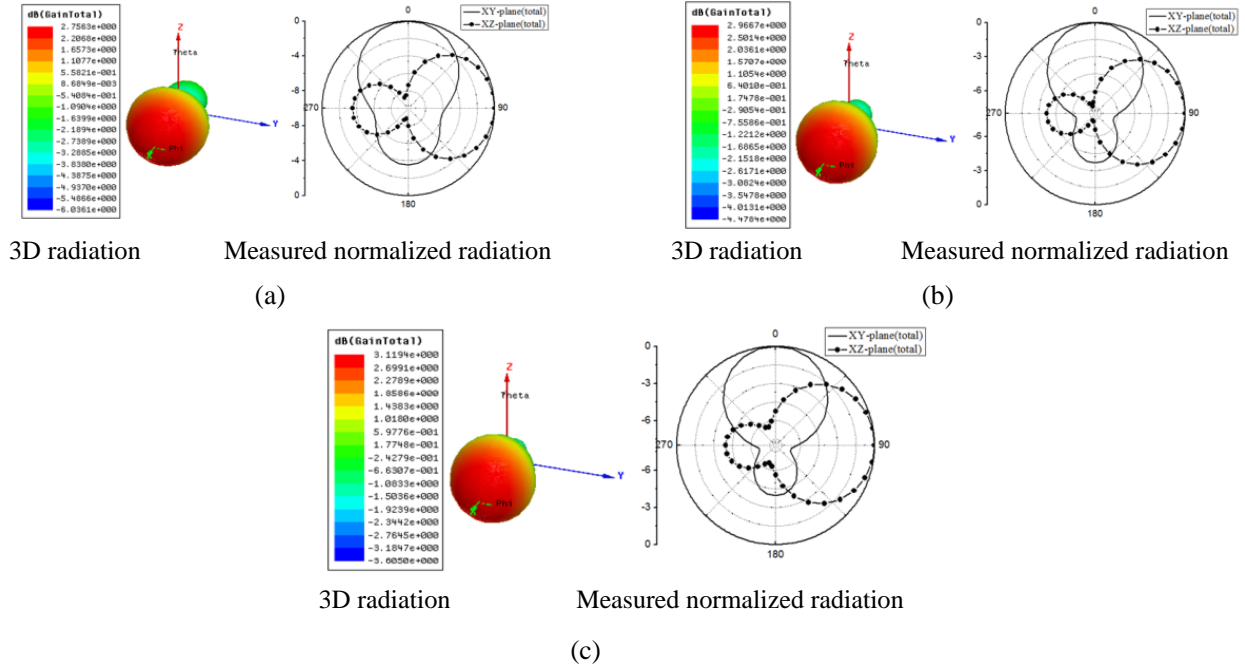 dB(GainTotal)
2.7563e+000
2.2068e+000
1.6573e+000
1.1077e+000
5.5821e-001
8.6849e-003
-5.4084e-001
-1.0904e+000
-1.6399e+000
-2.1894e+000
-2.7389e+000
-3.2885e+000
-3.8380e+000
-4.3875e+000
-4.9370e+000
-5.4866e+000
-6.0361e+000
Z
Theta
Y
Phi
0
XY-plane(total)
XZ-plane(total)
0
-4
-8
270
90
-8
-4
0
180
3D radiation
Measured normalized radiation
(a)
dB(GainTotal)
2.9667e+000
2.5014e+000
2.0361e+000
1.5707e+000
1.1054e+000
6.4010e-001
1.7478e-001
-2.9054e-001
-7.5586e-001
-1.2212e+000
-1.6865e+000
-2.1518e+000
-2.6171e+000
-3.0824e+000
-3.5478e+000
-4.0131e+000
-4.4784e+000
Z
Theta
Y
Phi
0
XY-plane(total)
XZ-plane(total)
0
-3
-6
270
90
-6
-3
0
180
3D radiation
Measured normalized radiation
(b)
dB(GainTotal)
3.1194e+000
2.6991e+000
2.2789e+000
1.8586e+000
1.4383e+000
1.0180e+000
5.9776e-001
1.7748e-001
-2.4279e-001
-6.6307e-001
-1.0833e+000
-1.5036e+000
-1.9239e+000
-2.3442e+000
-2.7645e+000
-3.1847e+000
-3.6050e+000
Z
Theta
Y
Phi
0
XY-plane(total)
XZ-plane(total)
0
-3
-6
270
90
-6
-3
0
180
3D radiation
Measured normalized radiation
(c)